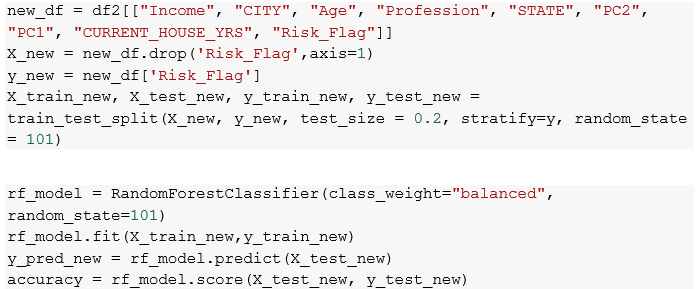 new_df = df2[["Income", "CITY", "Age", "Profession", "STATE", "PC2",
"PC1", "CURRENT_HOUSE_YRS", "Risk_Flag"]]
X_new = new_df.drop('Risk_Flag',axis=1)
y_new = new_df['Risk_Flag']
X_train_new, X_test_new, y_train_new, y_test_new =
train_test_split(X_new, y_new, test_size = 0.2, stratify=y, random_state
= 101)
rf_model = RandomForestClassifier(class_weight="balanced",
random_state=101)
rf_model.fit(X_train_new,y_train_new)
y_pred_new = rf_model.predict(X_test_new)
accuracy = rf_model.score(X_test_new, y_test_new)